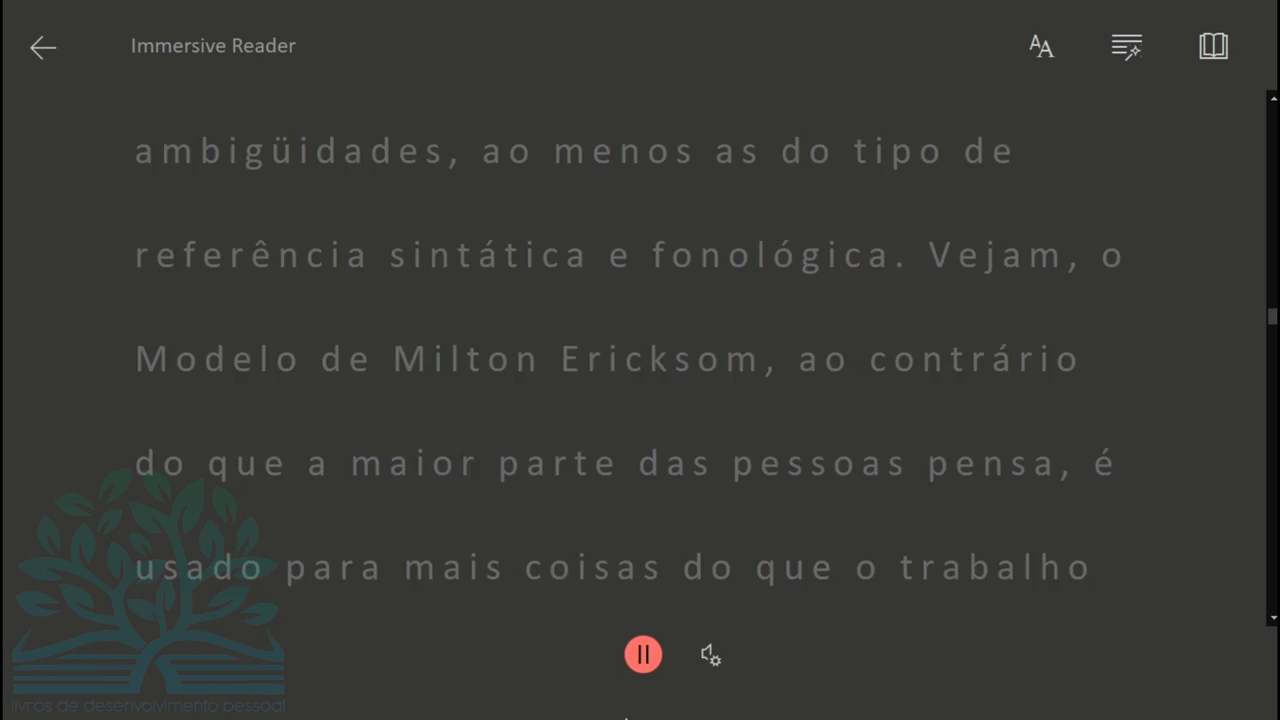 Immersive Reader
ambigüidades, ao menos as do tipo de
referência sintática e fonológica. Vejam, o
Modelo de Milton Ericksom, ao contrário
do que a maior parte das pessoas pensa, é
usado para mais coisas do que o trabalho
livros de desenvolvimento pessoal